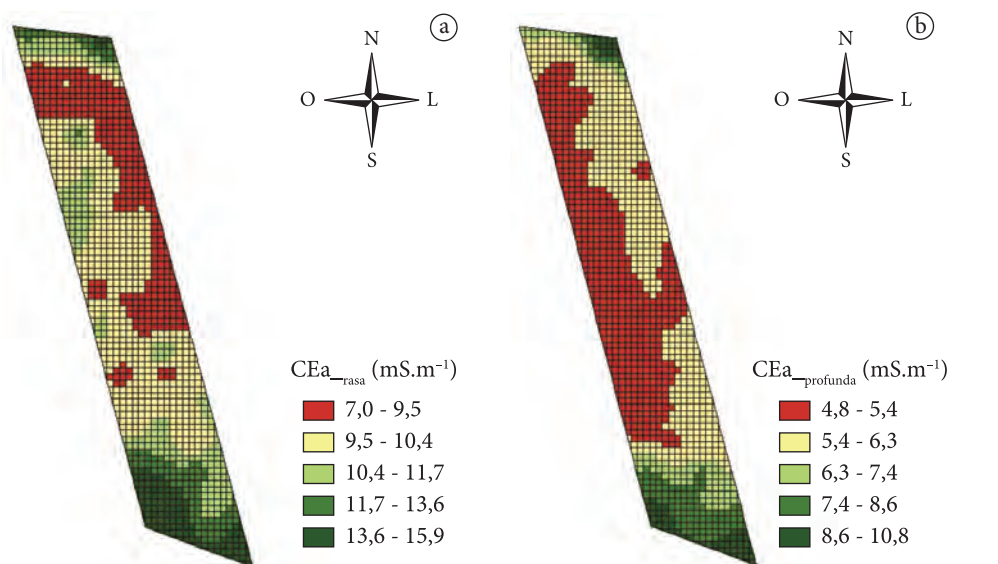 a
N
O L
S
CEa_rasa (mS.m–1)
7,0 - 9,5
9,5 - 10,4
10,4 - 11,7
11,7 - 13,6
13,6 - 15,9
b
N
O L
S
CEa_profunda (mS.m–1)
4,8 - 5,4
5,4 - 6,3
6,3 - 7,4
7,4 - 8,6
8,6 - 10,8